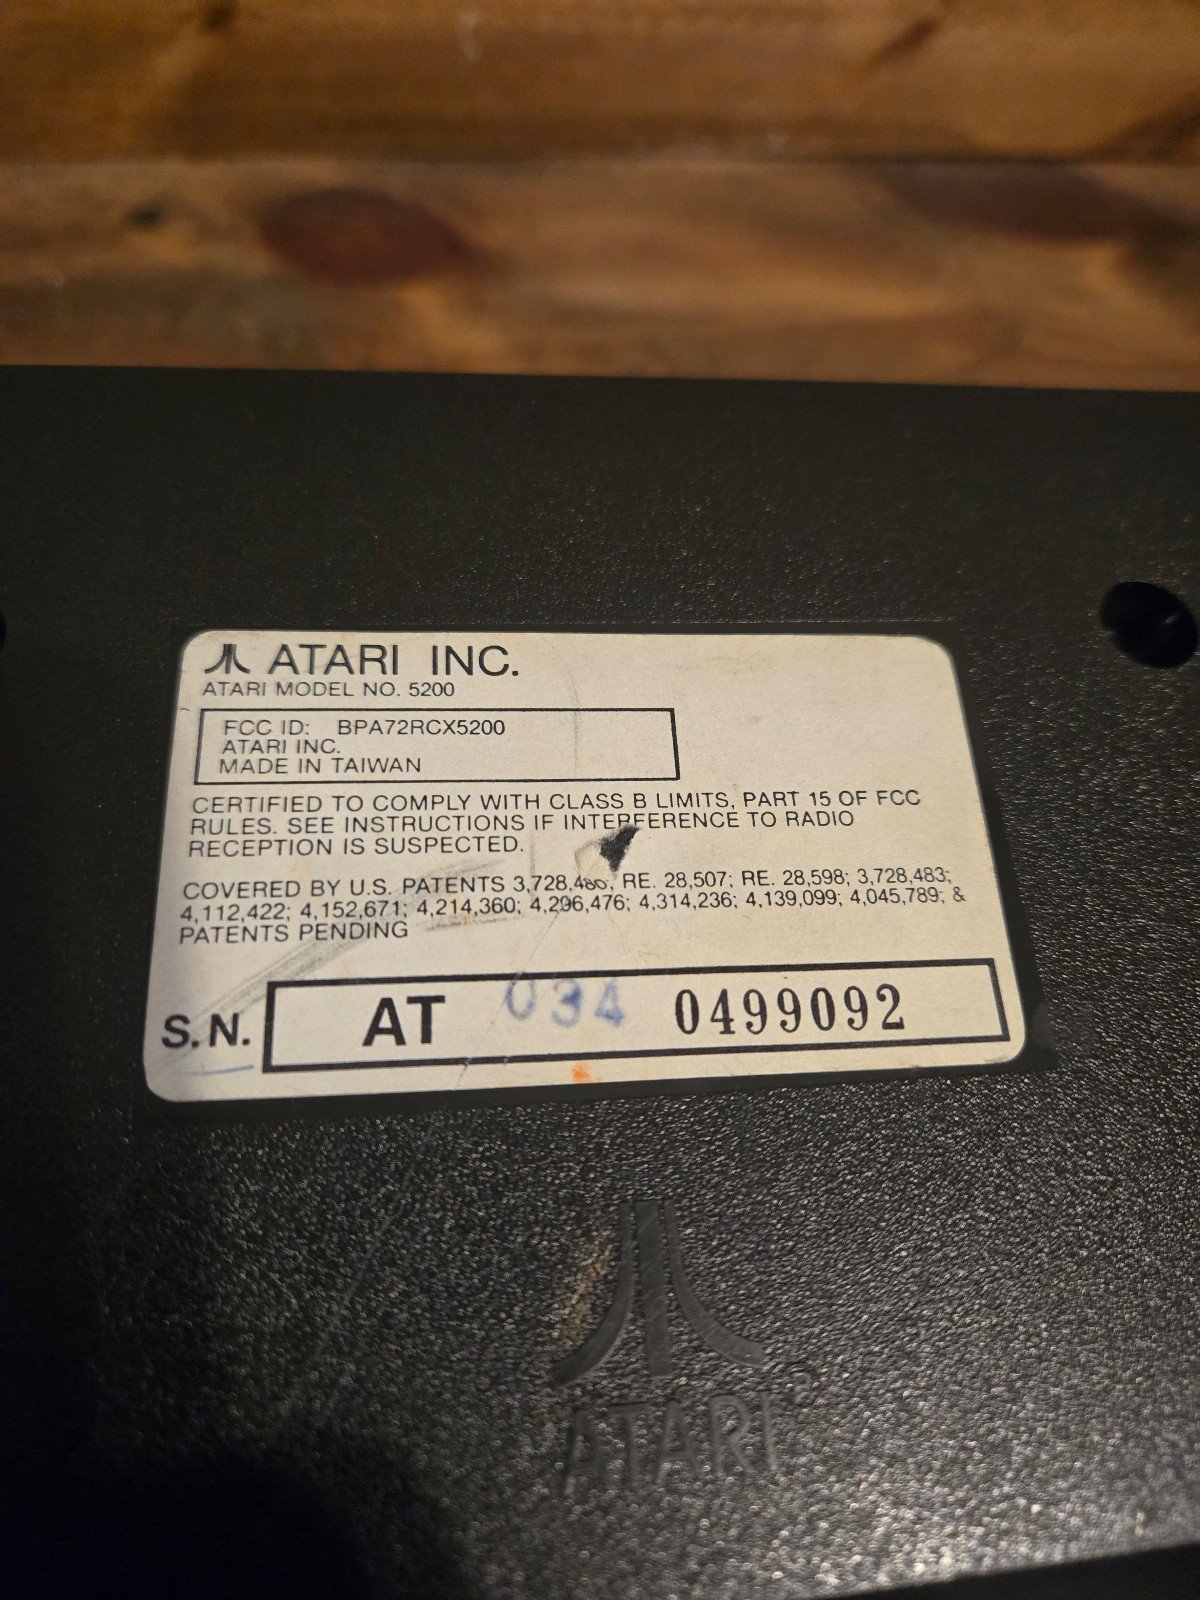 ATARI INC.
ATARI MODEL NO. 5200
FCC ID: BPA72RCX5200
ATARI INC.
MADE IN TAIWAN
CERTIFIED TO COMPLY WITH CLASS B LIMITS, PART 15 OF FCC
RULES. SEE INSTRUCTIONS IF INTERFERENCE TO RADIO
RECEPTION IS SUSPECTED.
COVERED BY U.S. PATENTS 3,728,480; RE. 28,507; RE. 28,598; 3,728,483;
4,112,422; 4,152,671; 4,214,360; 4,296,476; 4,314,236; 4,139,099; 4,045,789; &
PATENTS PENDING
S.N. AT 034 0499092
ATARI®